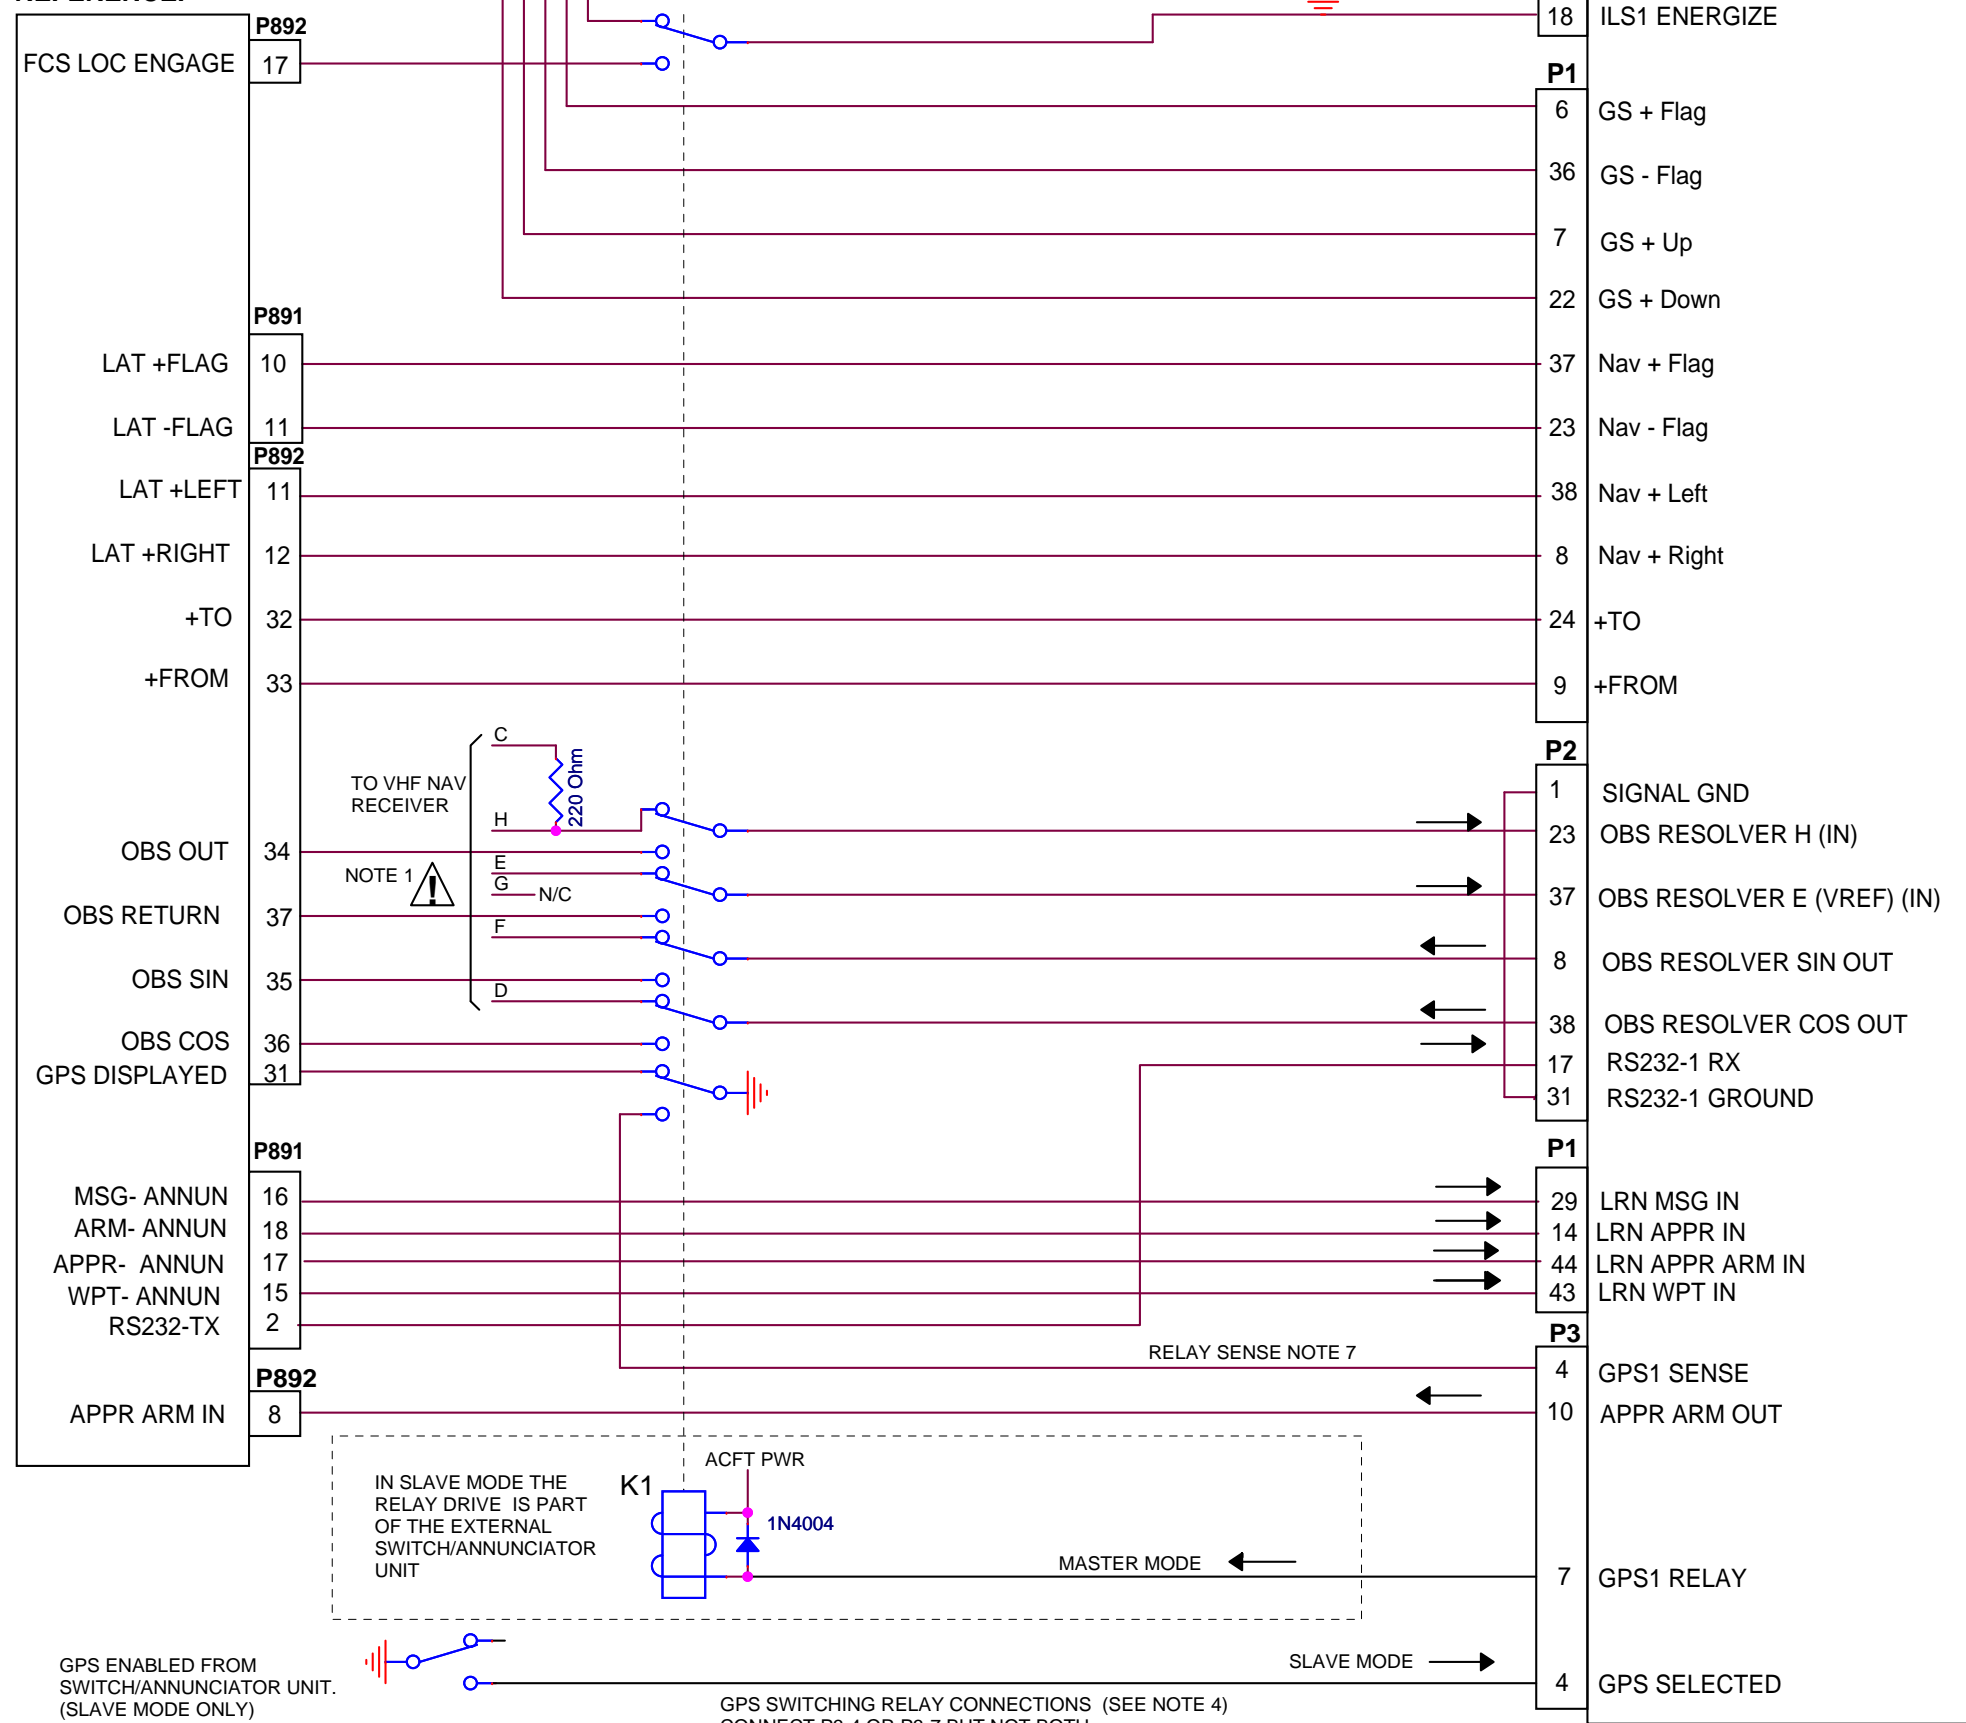 P892
FCS LOC ENGAGE 17
18 ILS1 ENERGIZE
P1
6 GS + Flag
36 GS - Flag
7 GS + Up
22 GS + Down
P891
LAT +FLAG 10 37 Nav + Flag
LAT -FLAG 11 23 Nav - Flag
P892
LAT +LEFT 11 38 Nav + Left
LAT +RIGHT 12 8 Nav + Right
+TO 32 24 +TO
+FROM 33 9 +FROM
C
TO VHF NAV
RECEIVER
220 Ohm
H
P2
1 SIGNAL GND
23 OBS RESOLVER H (IN)
OBS OUT 34
E
NOTE 1
G N/C
37 OBS RESOLVER E (VREF) (IN)
OBS RETURN 37
F
8 OBS RESOLVER SIN OUT
OBS SIN 35
D
38 OBS RESOLVER COS OUT
OBS COS 36
17 RS232-1 RX
GPS DISPLAYED 31
31 RS232-1 GROUND
P891
P1
MSG- ANNUN 16 29 LRN MSG IN
ARM- ANNUN 18 14 LRN APPR IN
APPR- ANNUN 17 44 LRN APPR ARM IN
WPT- ANNUN 15 43 LRN WPT IN
RS232-TX 2
P3
RELAY SENSE NOTE 7
4 GPS1 SENSE
P892
APPR ARM IN 8 10 APPR ARM OUT
IN SLAVE MODE THE
RELAY DRIVE IS PART
OF THE EXTERNAL
SWITCH/ANNUNCIATOR
UNIT
K1
ACFT PWR
1N4004
MASTER MODE
7 GPS1 RELAY
GPS ENABLED FROM
SWITCH/ANNUNCIATOR UNIT.
(SLAVE MODE ONLY)
SLAVE MODE
4 GPS SELECTED
GPS SWITCHING RELAY CONNECTIONS (SEE NOTE 4)